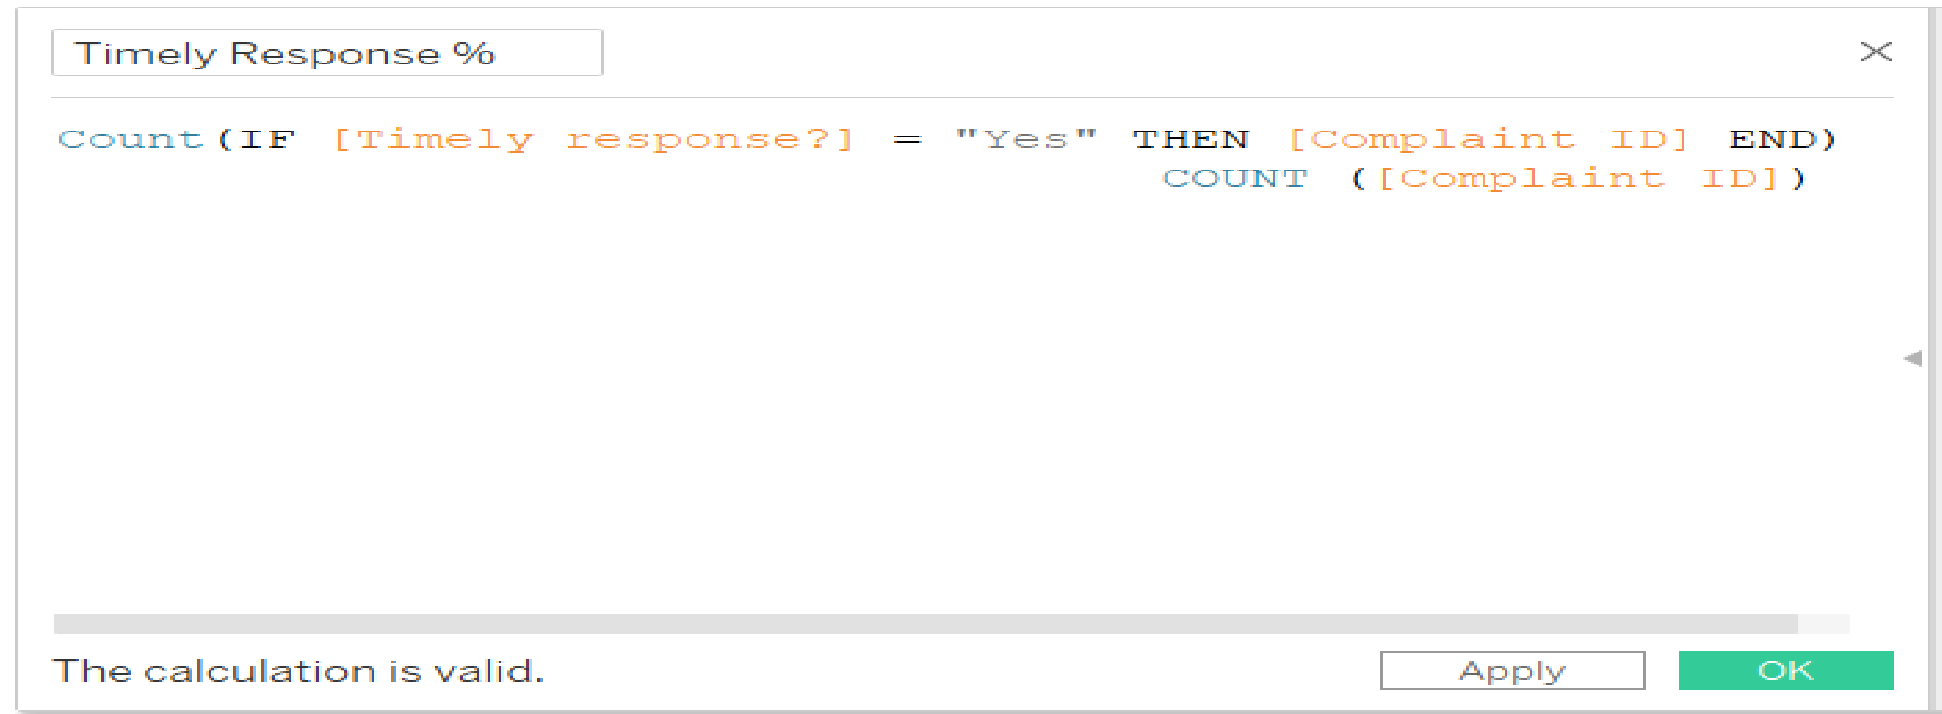 Timely Response %
Count(IF [Timely response?] = "Yes" THEN [Complaint ID] END)
COUNT ([Complaint ID])
The calculation is valid.
Apply
OK